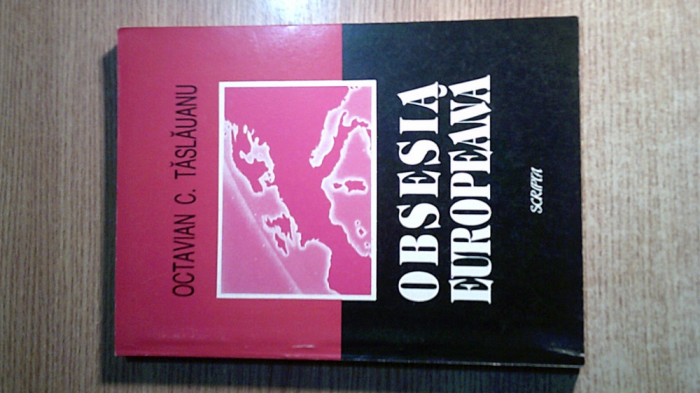 OCTAVIAN C. TĂSLĂUANU
OBSESIA
EUROPEANĂ
SCRIPTA